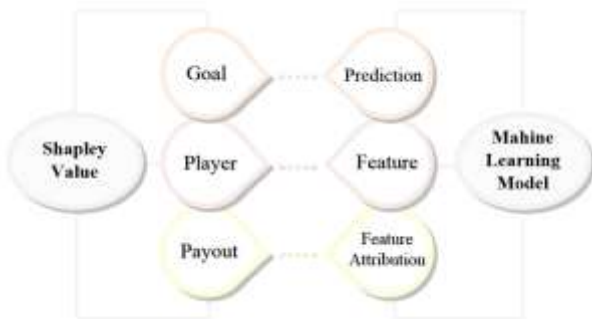 Goal
Prediction
Shapley
Value
Player
Feature
Mahine
Learning
Model
Payout
Feature
Attribution